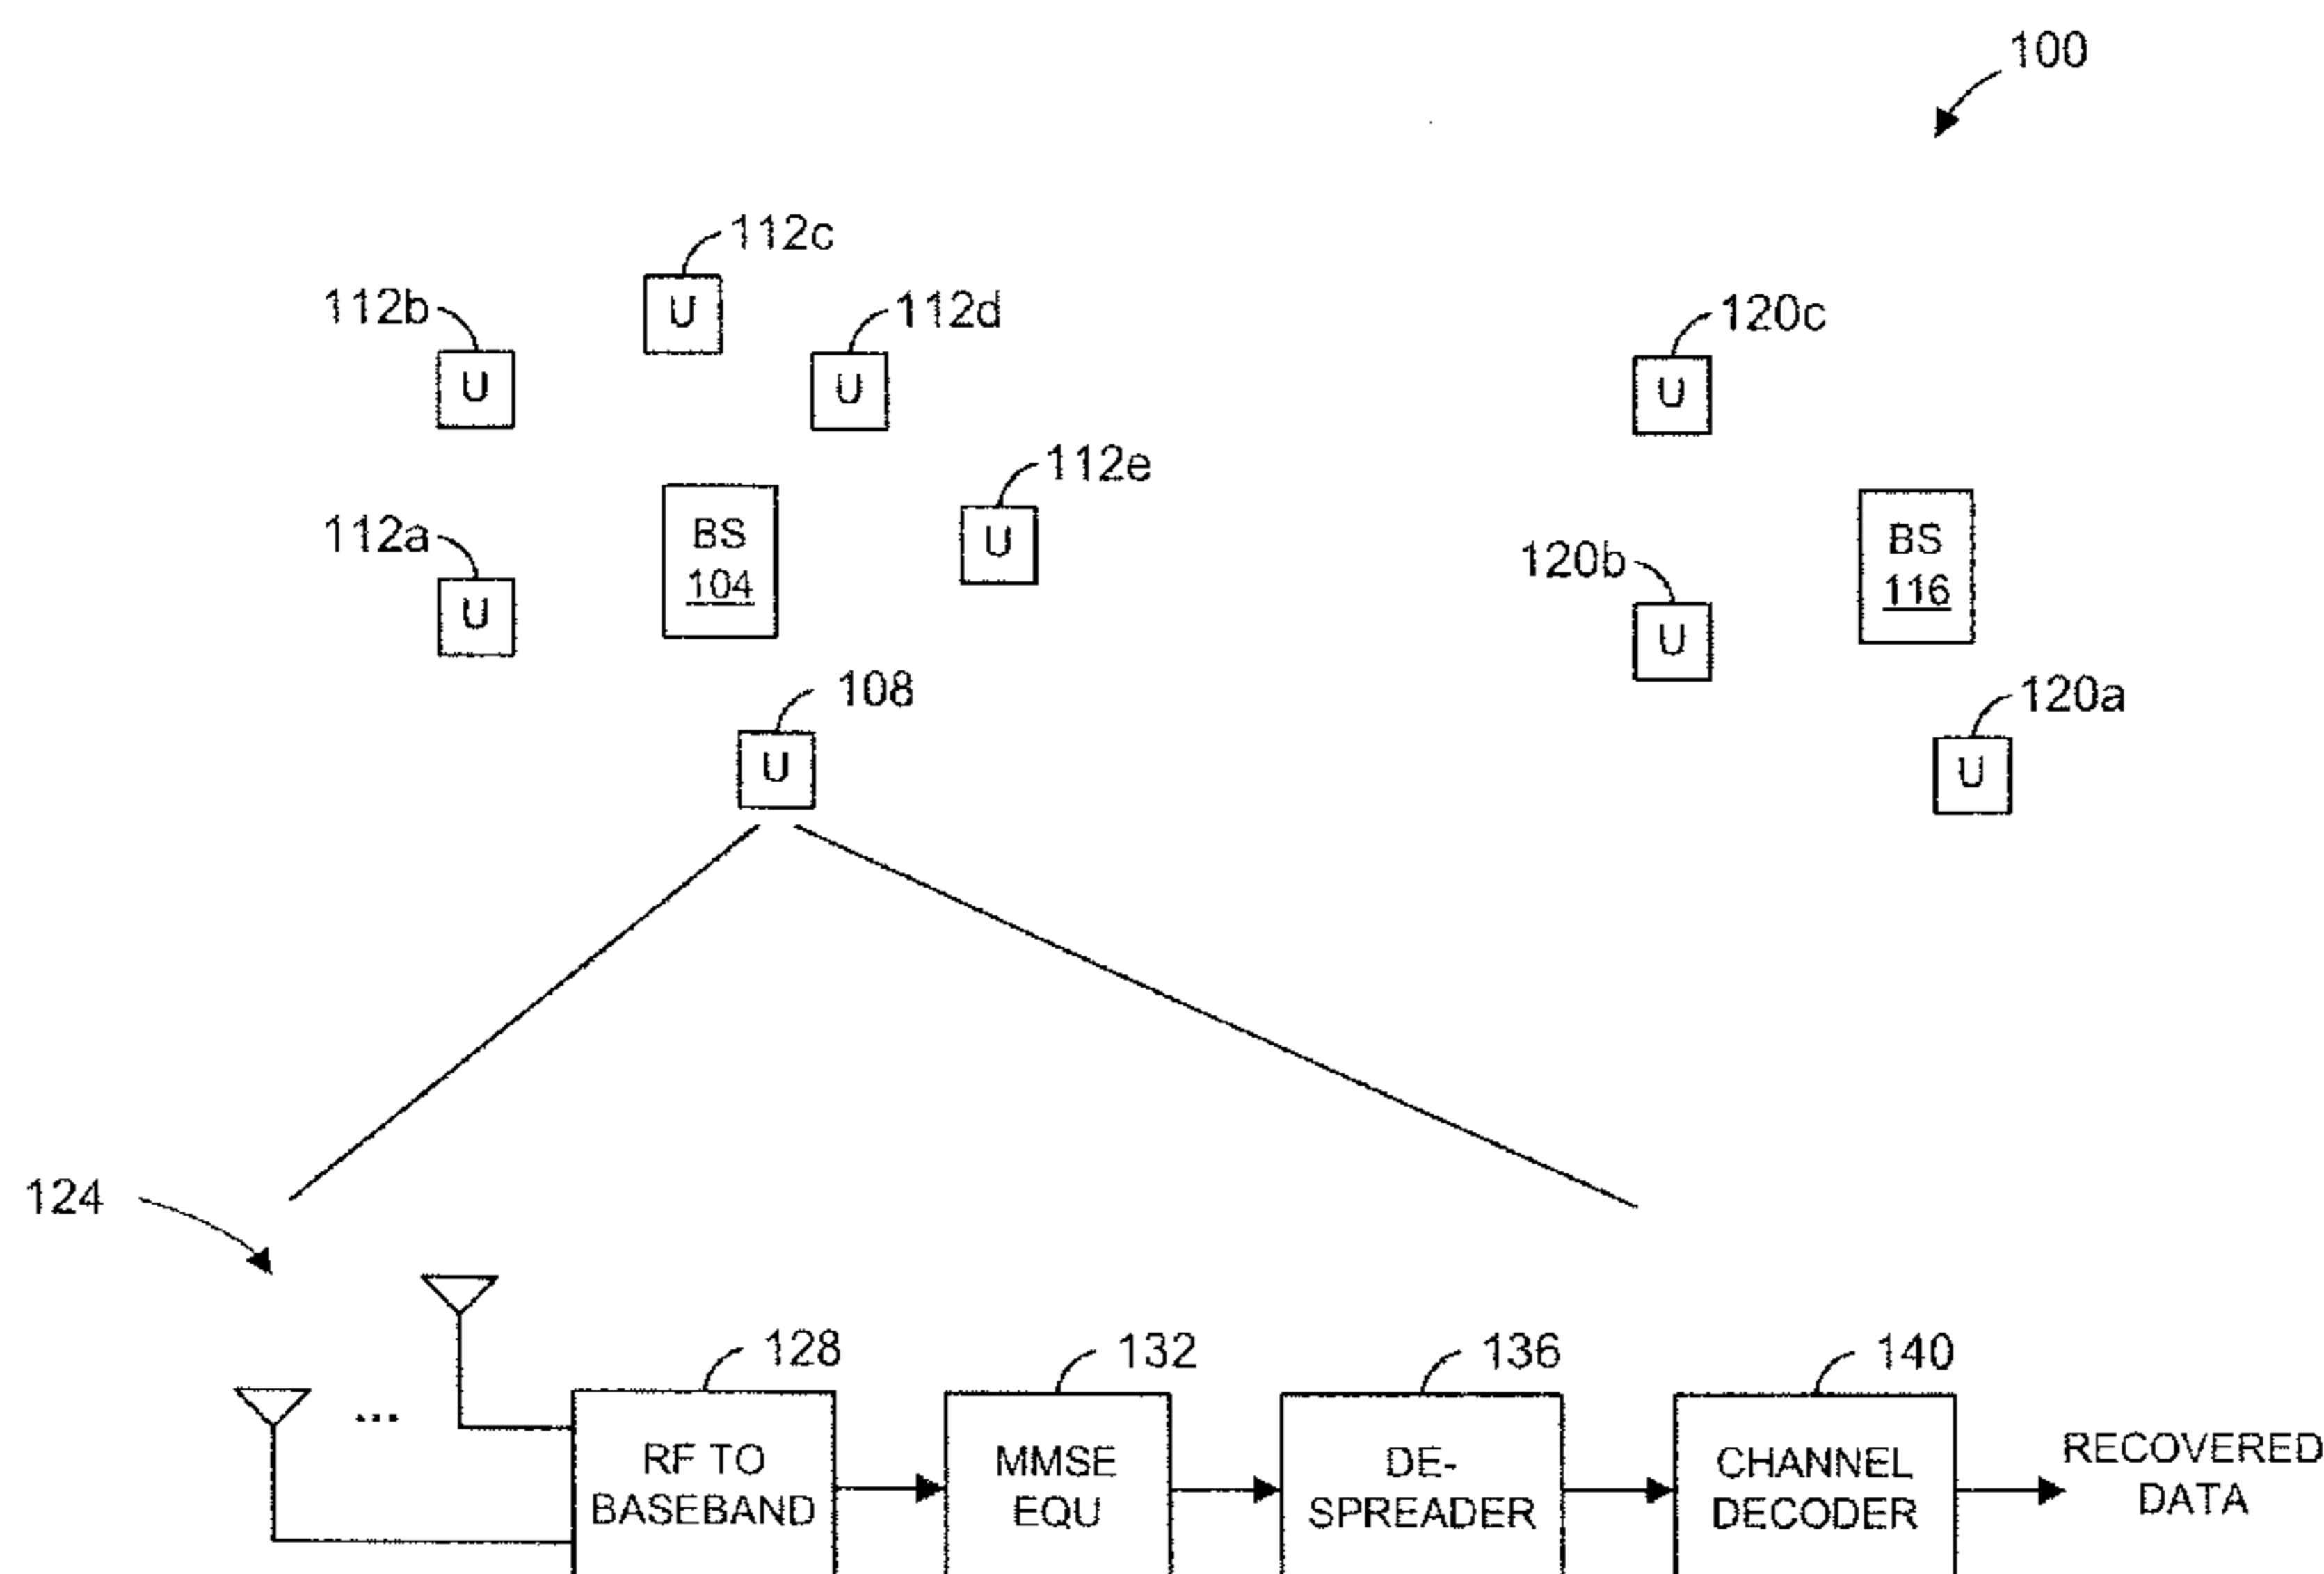 100
112c
112b
U
112d
120c
U
U
U
112e
BS
104
BS
116
112a
U
120b
U
U
108
120a
U
U
124
128
132
136
140
...
RF TO
BASEBAND
MMSE
EQU
DE-
SPREADER
CHANNEL
DECODER
RECOVERED
DATA